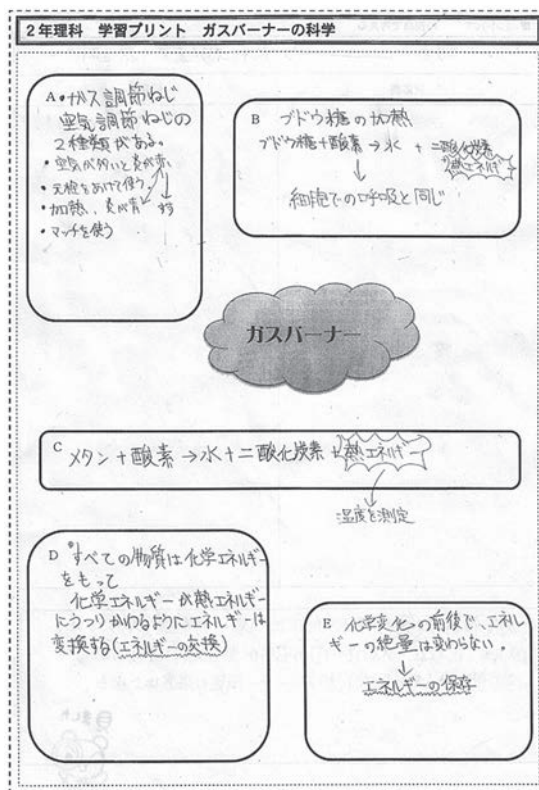 2年理科 学習プリント ガスバーナーの科学
A ・ガス調節ねじ
空気調節ねじの
2種類がある。
・空気が多いと炎が赤い
・元栓をあけて使う
・加熱、炎が青
・マッチを使う
B ブドウ糖の加熱
ブドウ糖+酸素→水 + 二酸化炭素
熱エネルギー
↓
細胞での呼吸と同じ
ガスバーナー
C メタン+酸素→水+二酸化炭素+熱エネルギー
温度を測定
D ・すべての物質は化学エネルギー
をもって
化学エネルギーが熱エネルギー
にうつりかわるようにエネルギーは
変換する(エネルギーの変換)
E 化学変化の前後で、エネル
ギーの総量は変わらない。
↓
エネルギーの保存